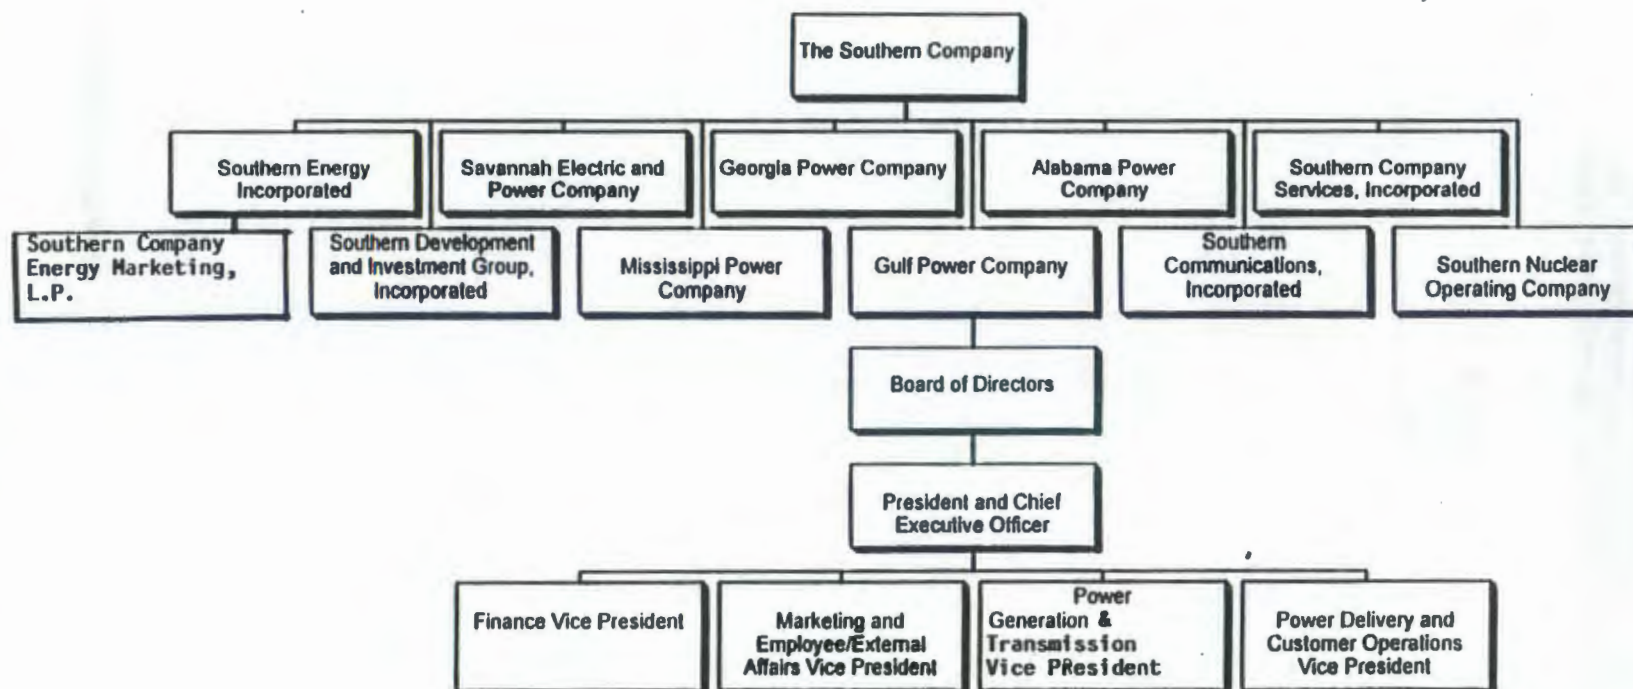 The Southern Company
Southern Energy
Incorporated
Savannah Electric and
Power Company
Georgia Power Company
Alabama Power
Company
Southern Company
Services, Incorporated
Southern Company
Energy Marketing,
L.P.
Southern Development
and Investment Group,
Incorporated
Mississippi Power
Company
Gulf Power Company
Southern
Communications,
Incorporated
Southern Nuclear
Operating Company
Board of Directors
President and Chief
Executive Officer
Finance Vice President
Marketing and
Employee/External
Affairs Vice President
Power
Generation &
Transmission
Vice PResident
Power Delivery and
Customer Operations
Vice President